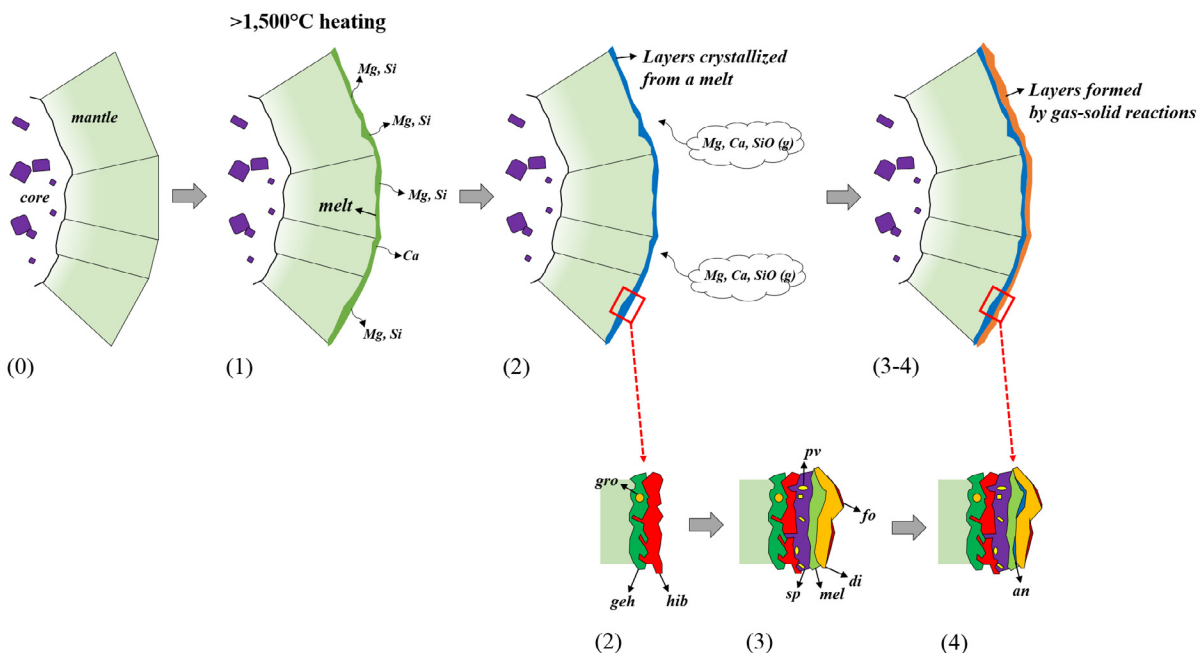 >1,500°C heating
mantle
core
(0)
Mg, Si
Mg, Si
Mg, Si
melt
Ca
Mg, Si
(1)
Layers crystallized
from a melt
Mg, Ca, SiO (g)
Mg, Ca, SiO (g)
(2)
Layers formed
by gas-solid reactions
(3-4)
gro
geh
hib
(2)
pv
fo
sp
mel
di
(3)
an
(4)